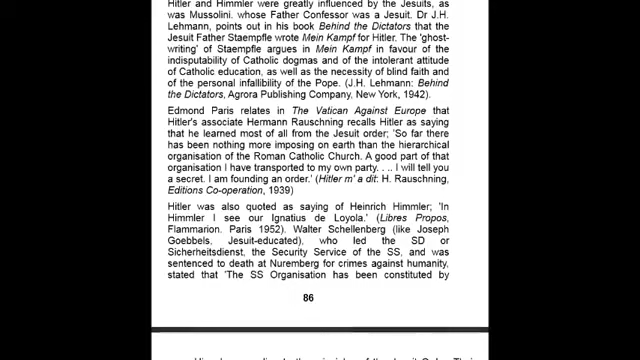 Hitler and Himmler were greatly influenced by the Jesuits, as
was Mussolini, whose Father Confessor was a Jesuit. Dr J.H.
Lehmann, points out in his book Behind the Dictators that the
Jesuit Father Staempfle wrote Mein Kampf for Hitler. The 'ghost-
writing' of Staempfle argues in Mein Kampf in favour of the
indisputability of Catholic dogmas and of the intolerant attitude
of Catholic education, as well as the necessity of blind faith and
of the personal infallibility of the Pope. (J.H. Lehmann: Behind
the Dictators, Agrora Publishing Company, New York, 1942).
Edmond Paris relates in The Vatican Against Europe that
Hitler's associate Hermann Rauschning recalls Hitler as saying
that he learned most of all from the Jesuit order; 'So far there
has been nothing more imposing on earth than the hierarchical
organisation of the Roman Catholic Church. A good part of that
organisation I have transported to my own party. . .. I will tell you
a secret. I am founding an order.' (Hitler m' a dit: H. Rauschning,
Editions Co-operation, 1939)
Hitler was also quoted as saying of Heinrich Himmler; 'In
Himmler I see our Ignatius de Loyola.' (Libres Propos,
Flammarion. Paris 1952). Walter Schellenberg (like Joseph
Goebbels, Jesuit-educated), who led the SD or
Sicherheitsdienst, the Security Service of the SS, and was
sentenced to death at Nuremberg for crimes against humanity,
stated that 'The SS Organisation has been constituted by
86